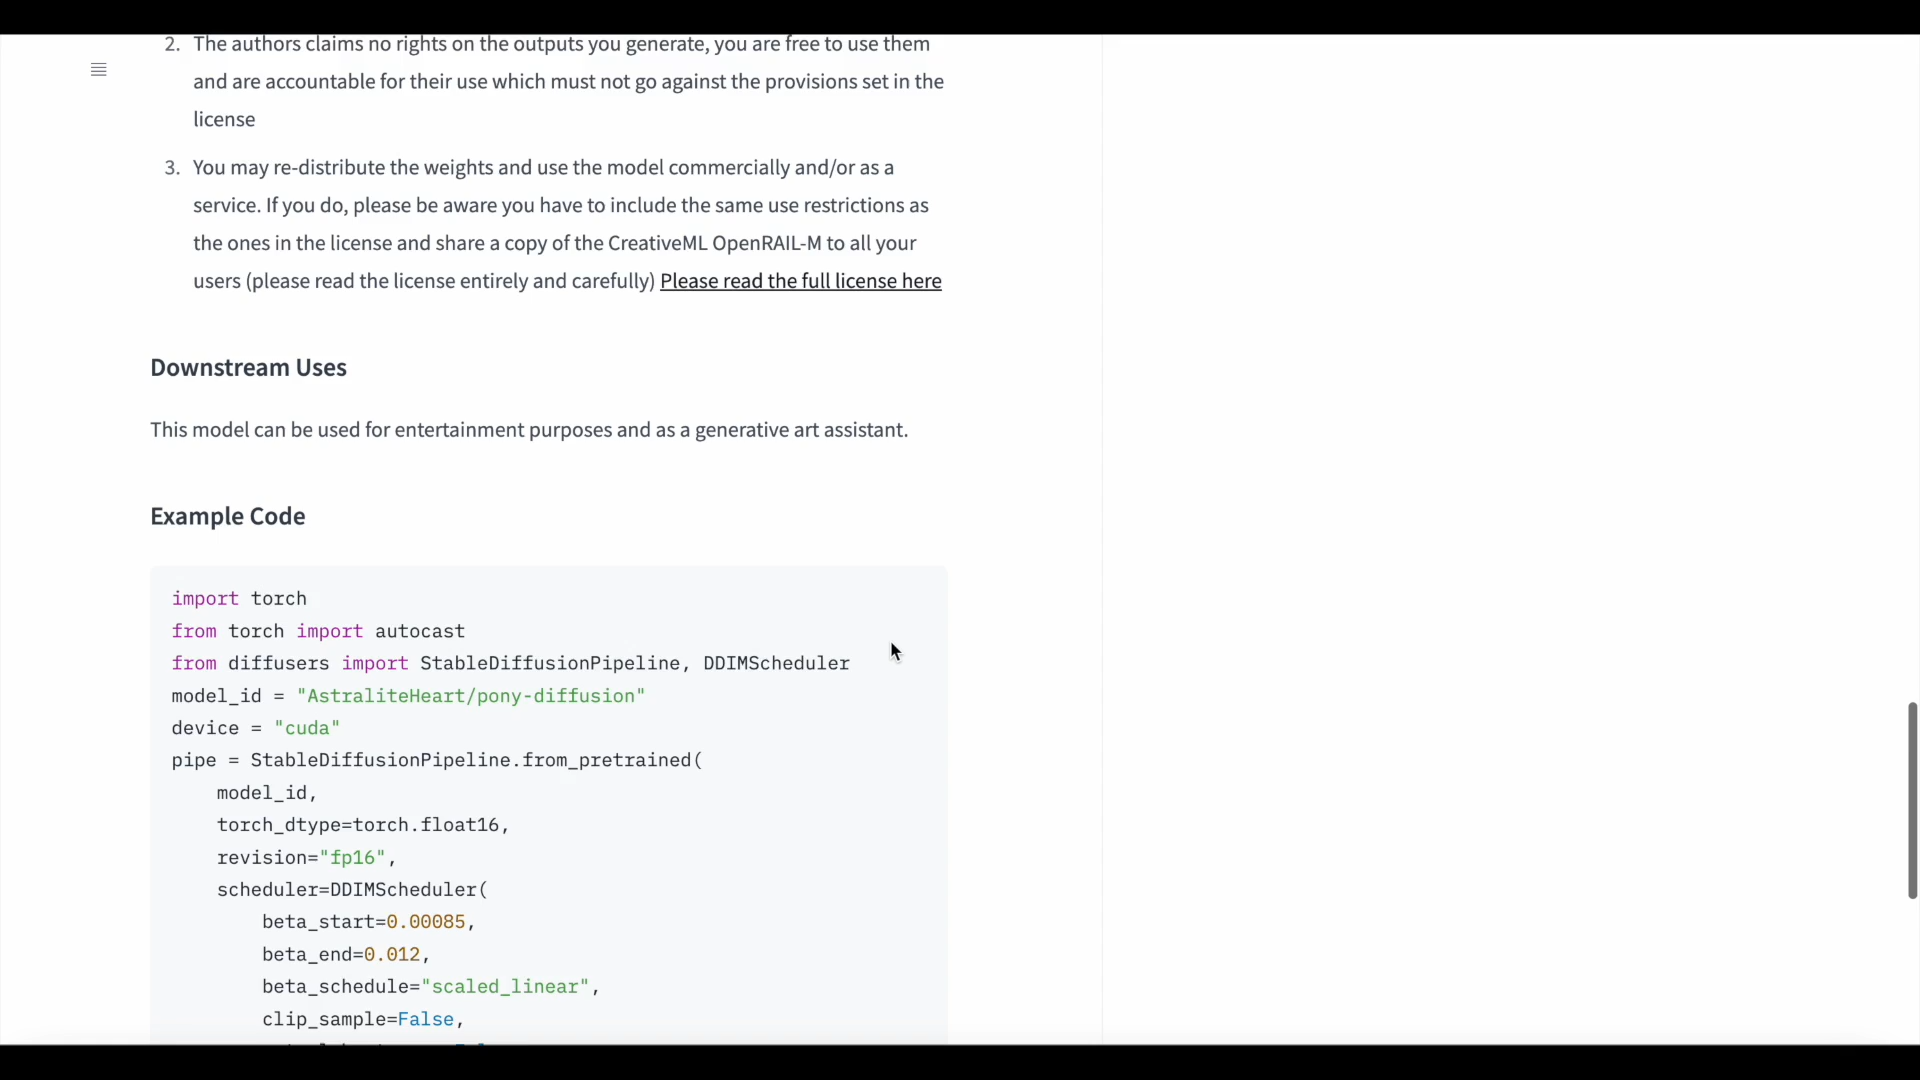 2. The authors claims no rights on the outputs you generate, you are free to use them
and are accountable for their use which must not go against the provisions set in the
license
3. You may re-distribute the weights and use the model commercially and/or as a
service. If you do, please be aware you have to include the same use restrictions as
the ones in the license and share a copy of the CreativeML OpenRAIL-M to all your
users (please read the license entirely and carefully) Please read the full license here
Downstream Uses
This model can be used for entertainment purposes and as a generative art assistant.
Example Code
import torch
from torch import autocast
from diffusers import StableDiffusionPipeline, DDIMScheduler
model_id = "AstraliteHeart/pony-diffusion"
device = "cuda"
pipe = StableDiffusionPipeline.from_pretrained(
    model_id,
    torch_dtype=torch.float16,
    revision="fp16",
    scheduler=DDIMScheduler(
        beta_start=0.00085,
        beta_end=0.012,
        beta_schedule="scaled_linear",
        clip_sample=False,